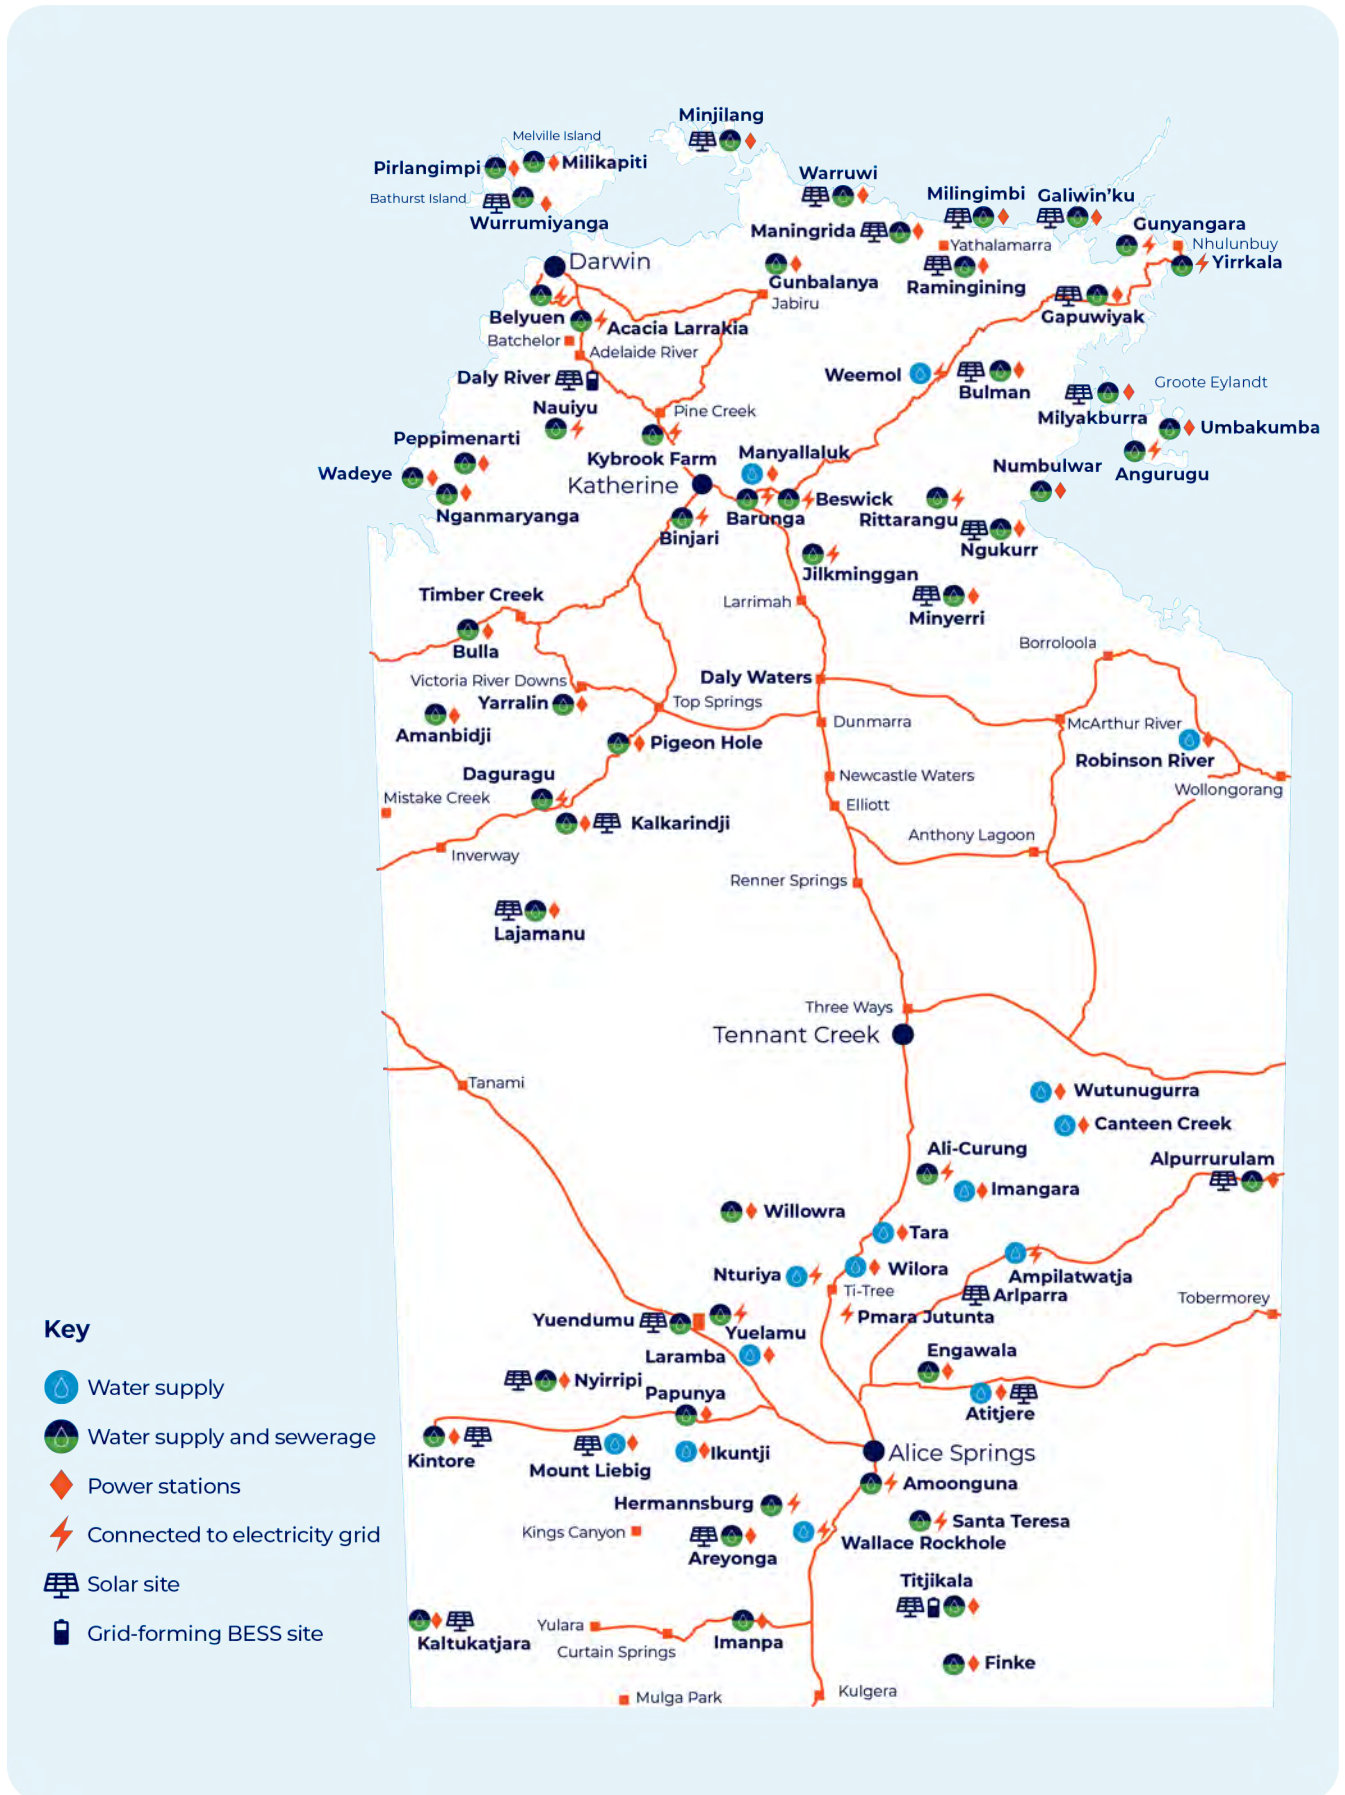 Minjilang
Melville Island
Pirlangimpi
Milikapiti
Bathurst Island
Wurrumiyanga
Warruwi
Milingimbi
Galiwin’ku
Maningrida
Gunyangara
Yathalamarra
Nhulunbuy
Yirrkala
Darwin
Gunbalanya
Ramingining
Jabiru
Gapuwiyak
Belyuen
Acacia Larrakia
Batchelor
Adelaide River
Daly River
Weemol
Bulman
Groote Eylandt
Nauiyu
Pine Creek
Milyakburra
Umbakumba
Peppimenarti
Kybrook Farm
Manyallaluk
Numbulwar
Angurugu
Wadeye
Katherine
Beswick
Nganmaryanga
Barunga
Rittarangu
Binjari
Ngukurr
Jilkminggan
Timber Creek
Larrimah
Minyerri
Bulla
Borroloola
Victoria River Downs
Daly Waters
Yarralin
Top Springs
Dunmarra
McArthur River
Amanbidji
Pigeon Hole
Robinson River
Daguragu
Newcastle Waters
Wollongorang
Mistake Creek
Elliott
Kalkarindji
Anthony Lagoon
Inverway
Renner Springs
Lajamanu
Three Ways
Tennant Creek
Tanami
Wutunugurra
Canteen Creek
Ali-Curung
Alpurrurulam
Imangara
Willowra
Tara
Nturiya
Wilora
Ampilatwatja
Ti-Tree
Arlparra
Tobermorey
Yuendumu
Pmara Jutunta
Yuelamu
Laramba
Engawala
Nyirripi
Papunya
Atitjere
Kintore
Mount Liebig
Ikuntji
Alice Springs
Amoonguna
Hermannsburg
Kings Canyon
Santa Teresa
Wallace Rockhole
Areyonga
Titjikala
Kaltukatjara
Yulara
Curtain Springs
Imanpa
Finke
Mulga Park
Kulgera
Key
Water supply
Water supply and sewerage
Power stations
Connected to electricity grid
Solar site
Grid-forming BESS site